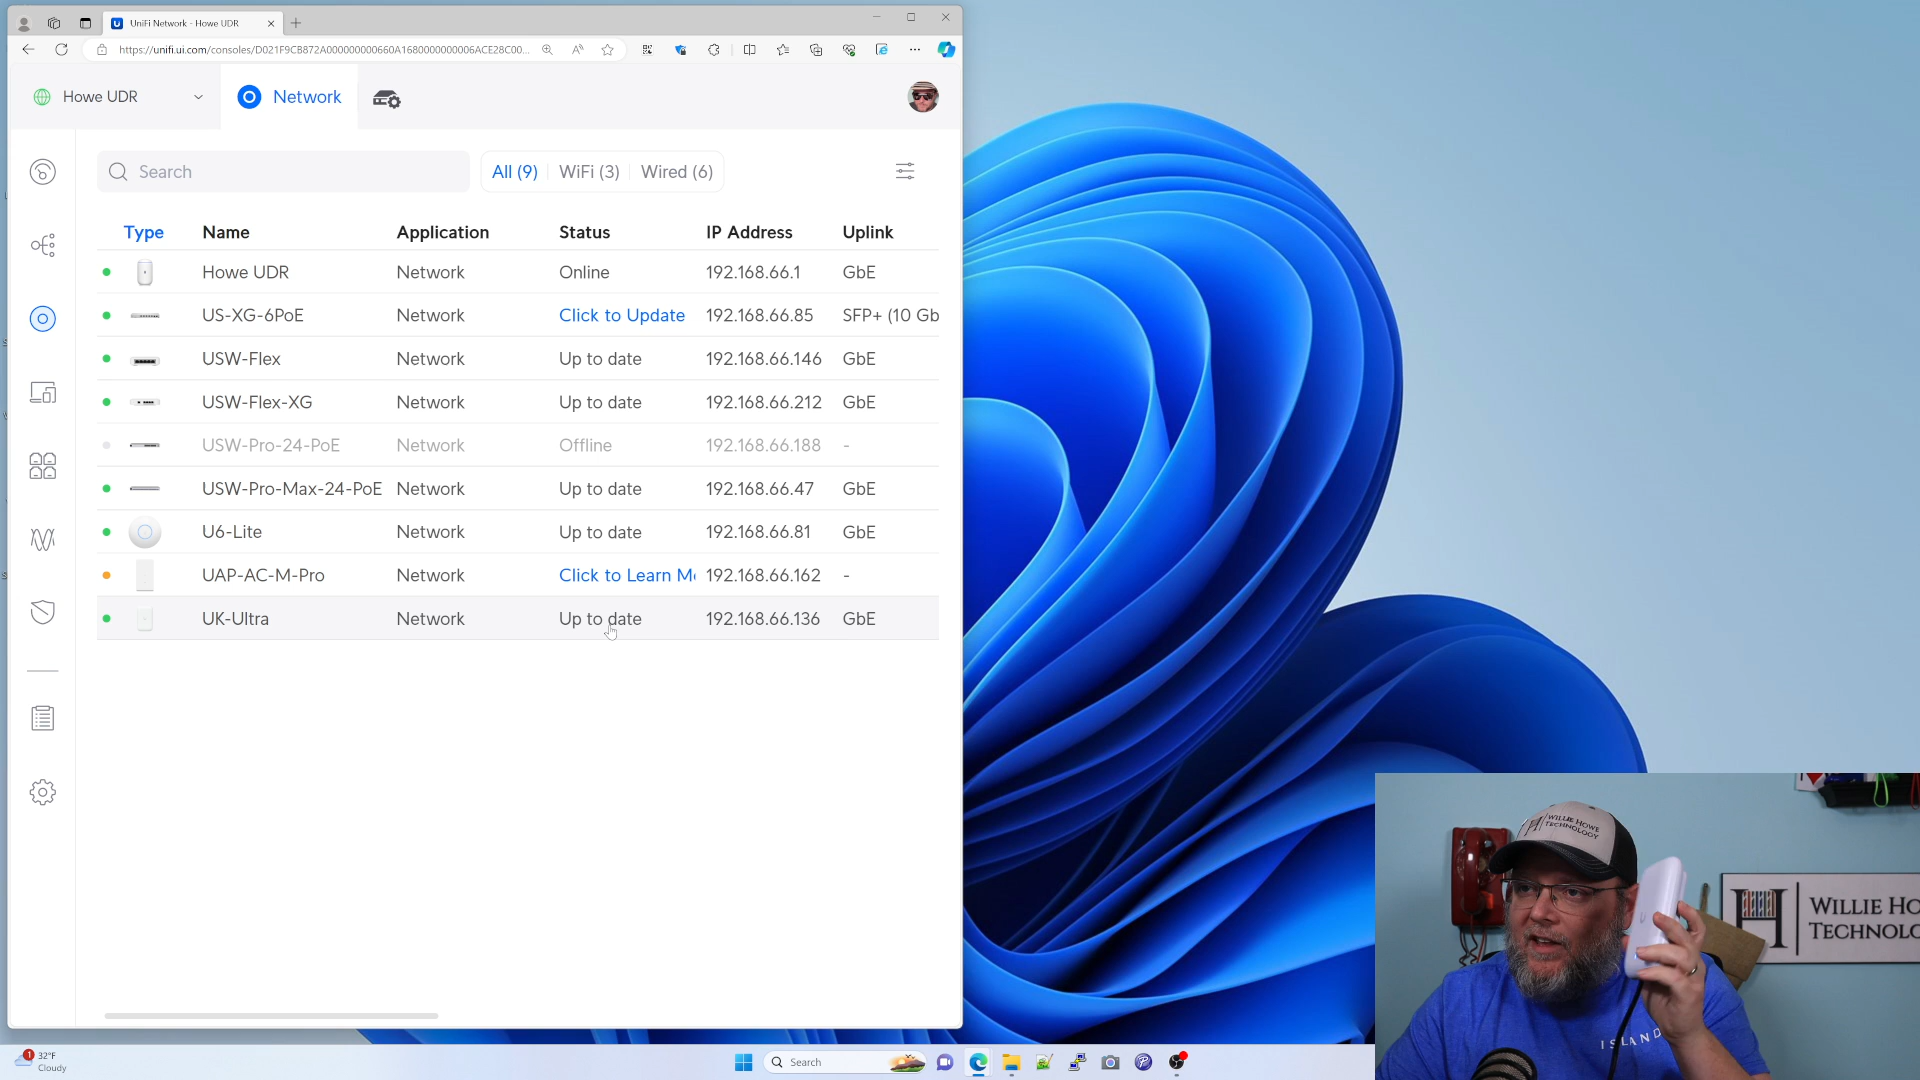 UniFi Network - Howe UDR
https://unifi.ui.com/consoles/D021F9CB872A000000000660A1680000000006ACE28C00...
Howe UDR
Network
Search
All (9)
WiFi (3)
Wired (6)
Type Name Application Status IP Address Uplink
Howe UDR Network Online 192.168.66.1 GbE
US-XG-6PoE Network Click to Update 192.168.66.85 SFP+ (10 Gb
USW-Flex Network Up to date 192.168.66.146 GbE
USW-Flex-XG Network Up to date 192.168.66.212 GbE
USW-Pro-24-PoE Network Offline 192.168.66.188 -
USW-Pro-Max-24-PoE Network Up to date 192.168.66.47 GbE
U6-Lite Network Up to date 192.168.66.81 GbE
UAP-AC-M-Pro Network Click to Learn Mo 192.168.66.162 -
UK-Ultra Network Up to date 192.168.66.136 GbE
WILLIE HOWE
TECHNOLOGY
WILLIE HO
TECHNOLO
ISLAND
1
32°F
Cloudy
Search